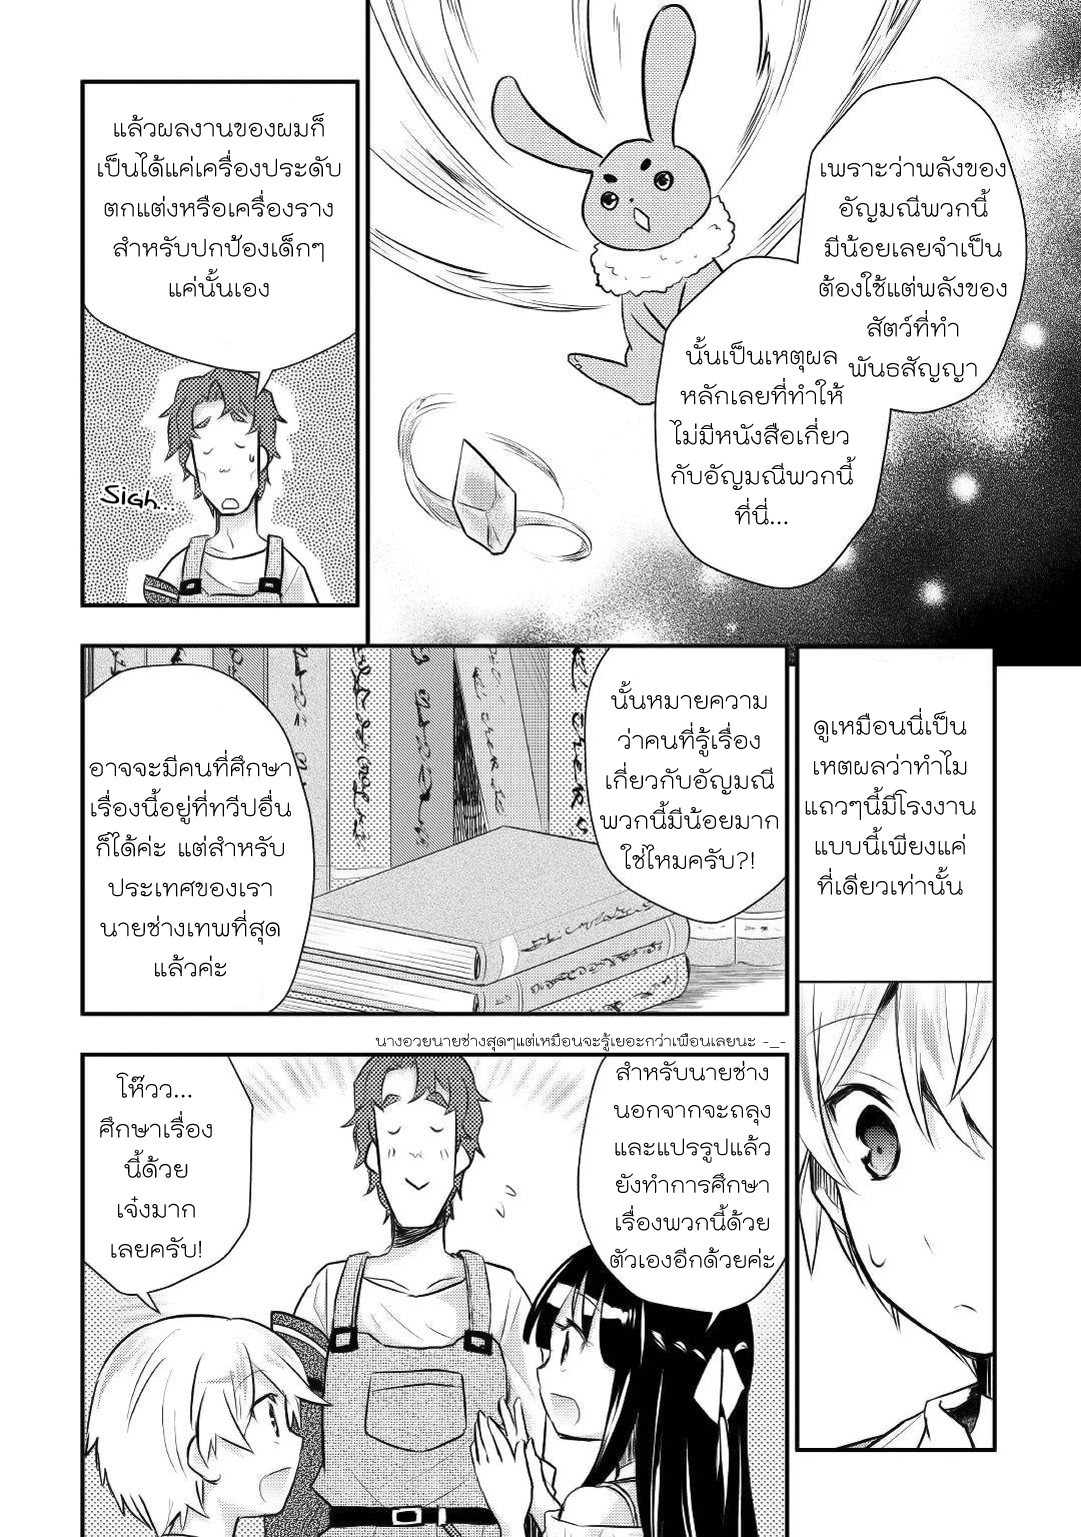 เพราะว่าพลังของ
อัญมณีพวกนี้
มีน้อยเลยจำเป็น
ต้องใช้แต่พลังของ
สัตว์ที่ทำ
พันธสัญญา
นั้นเป็นเหตุผล
หลักเลยที่ทำให้
ไม่มีหนังสือเกี่ยว
กับอัญมณีพวกนี้
ที่นี่...
แล้วผลงานของผมก็
เป็นได้แค่เครื่องประดับ
ตกแต่งหรือเครื่องราง
สำหรับปกป้องเด็กๆ
แค่นั้นเอง
Sigh...
ดูเหมือนนี่เป็น
เหตผลว่าทำไม
แถวๆนี้มีโรงงาน
แบบนี้เพียงแค่
ที่เดียวเท่านั้น
นั้นหมายความ
ว่าคนที่รู้เรื่อง
เกี่ยวกับอัญมณี
พวกนี้มีน้อยมาก
ใช่ไหมครับ?!
อาจจะมีคนที่ศึกษา
เรื่องนี้อยู่ที่ทวีปอื่น
ก็ได้ค่ะ แต่สำหรับ
ประเทศของเรา
นายช่างเทพที่สุด
แล้วค่ะ
นางอวยนายช่างสุดๆแต่เหมือนจะรู้เยอะกว่าเพื่อนเลยนะ -_-
สำหรับนายช่าง
นอกจากจะถลุง
และแปรรูปแล้ว
ยังทำการศึกษา
เรื่องพวกนี้ด้วย
ตัวเองอีกด้วยค่ะ
โห๊วว...
ศึกษาเรื่อง
นี้ด้วย
เจ๋งมาก
เลยครับ!